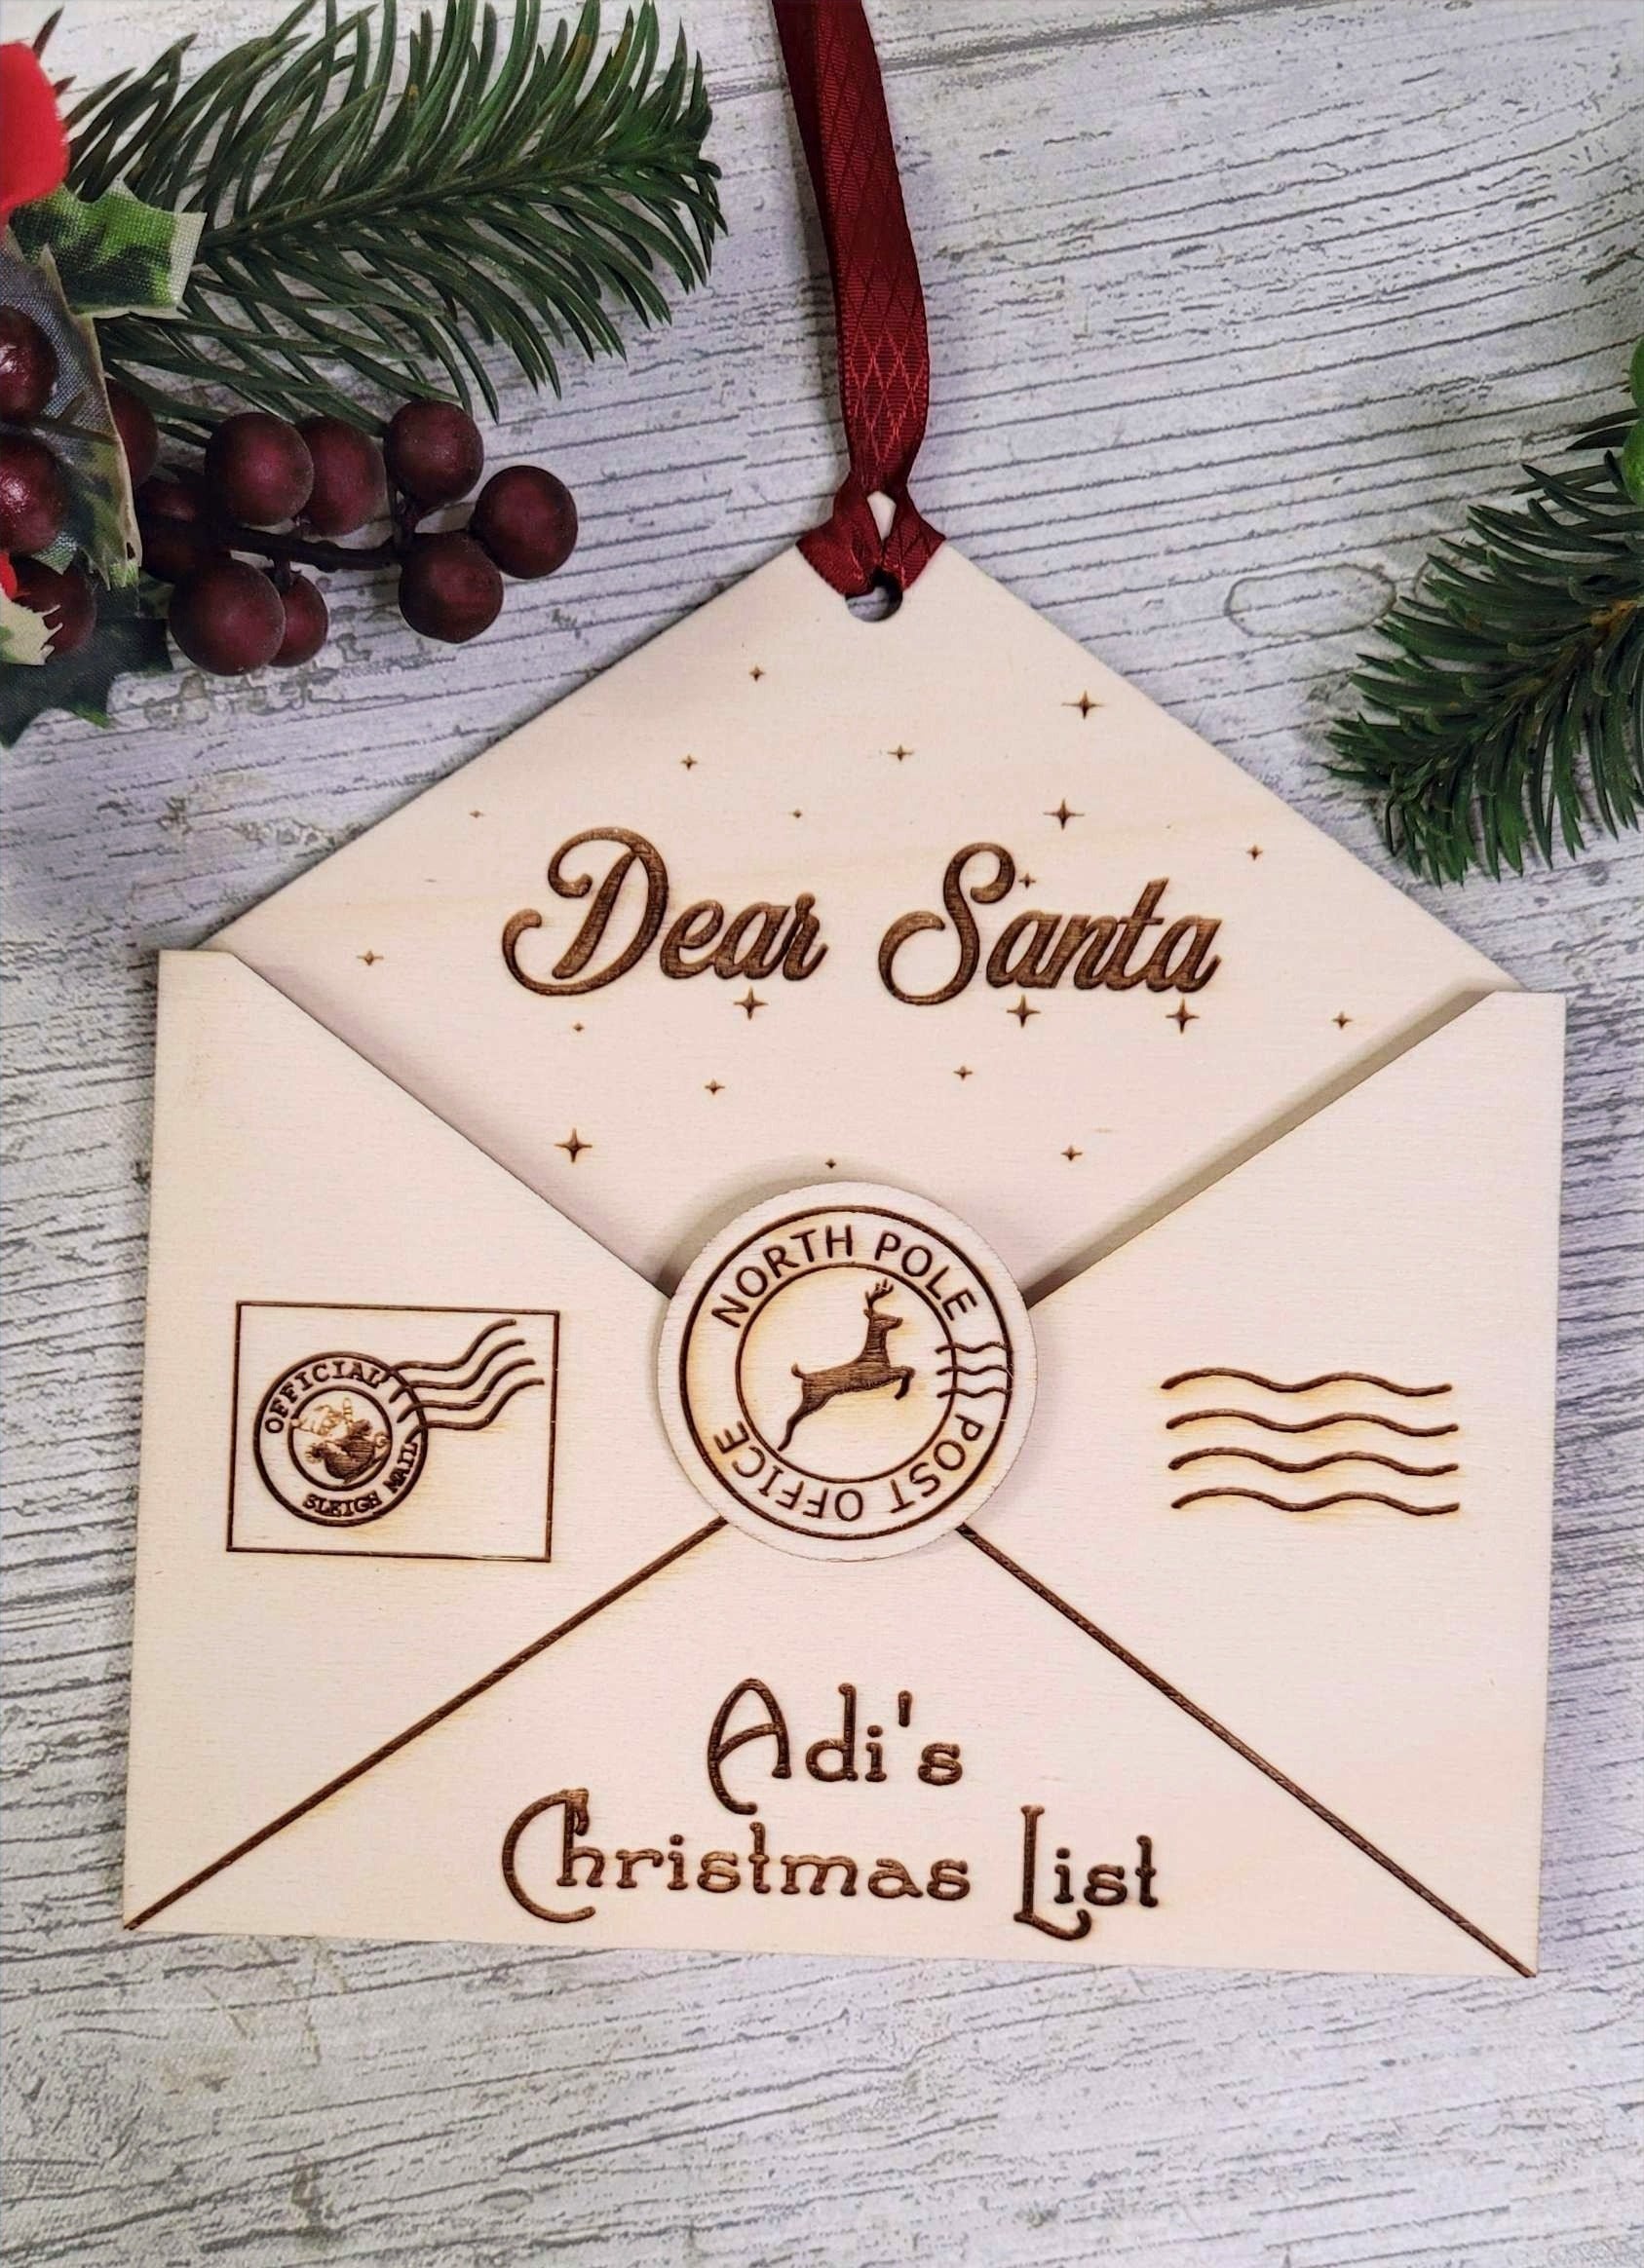 Dear Santa
NORTH POLE
POST OFFICE
OFFICIAL
SLEIGH MAIL
Adi's
Christmas List